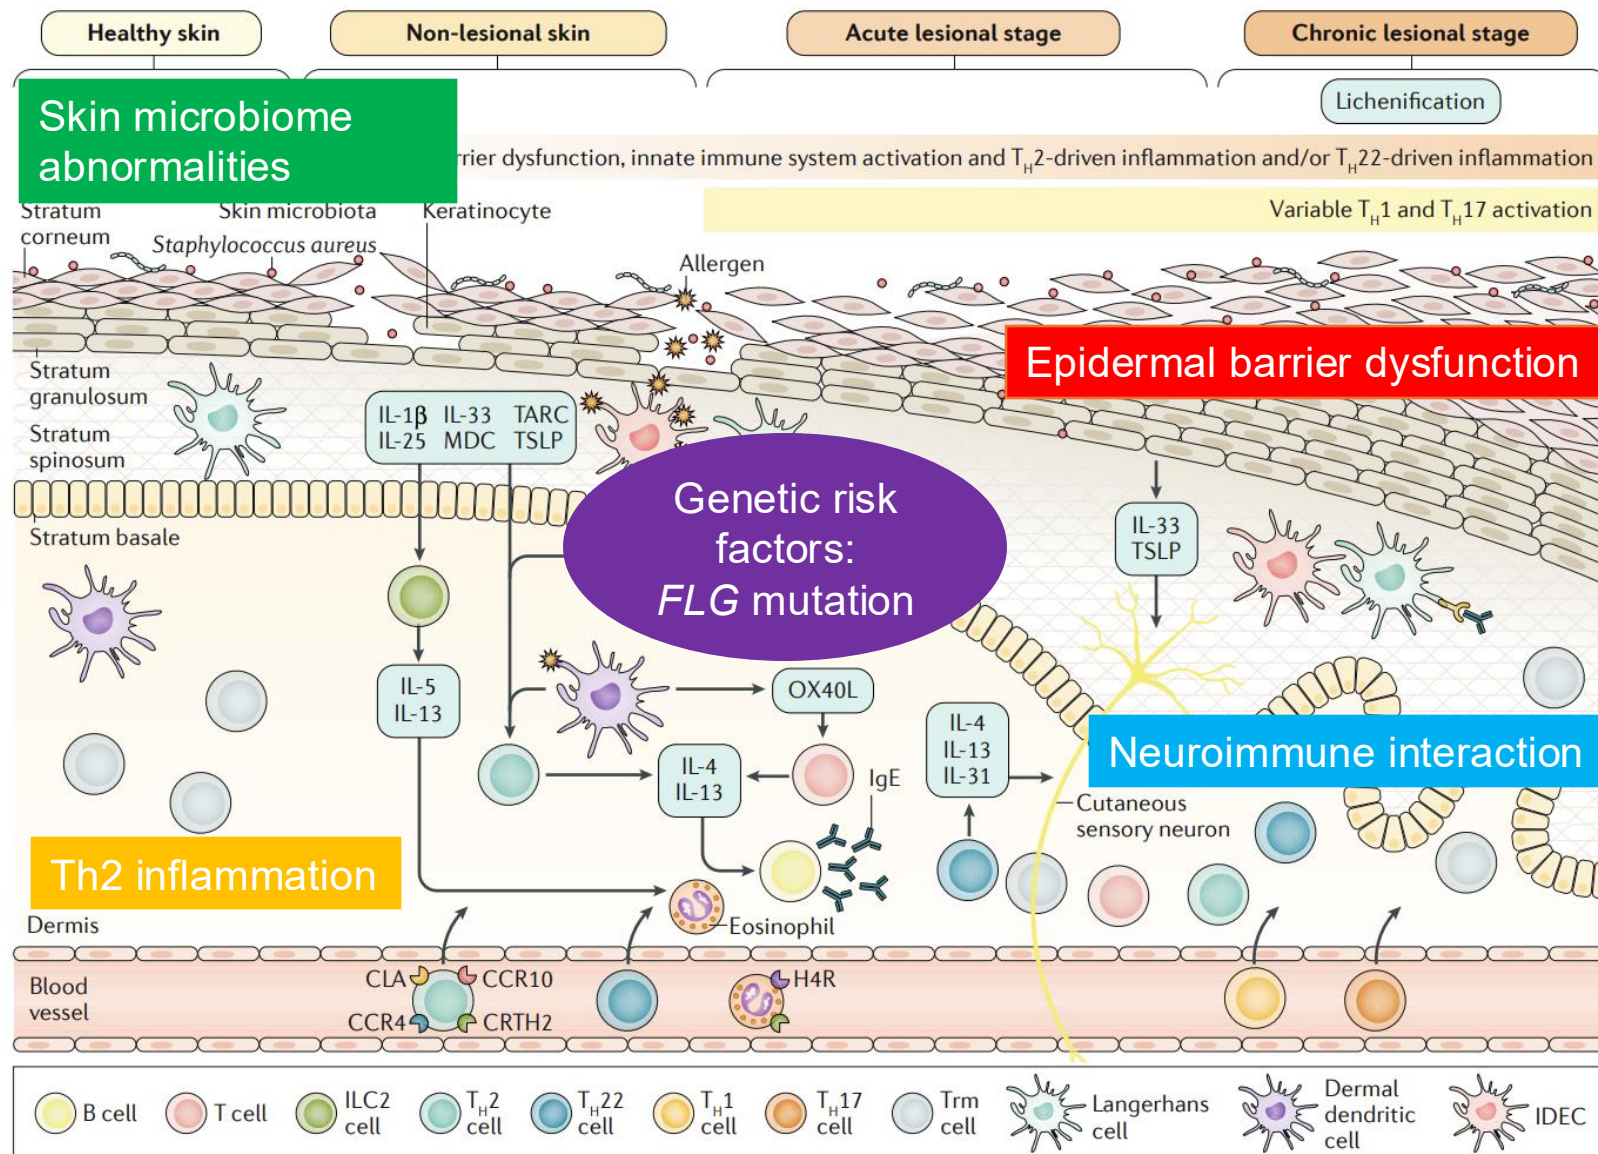 Healthy skin
Non-lesional skin
Acute lesional stage
Chronic lesional stage
Lichenification
Skin microbiome
abnormalities
dysfunction, innate immune system activation and TH2-driven inflammation and/or TH22-driven inflammation
Variable TH1 and TH17 activation
Stratum
corneum
Skin microbiota
Staphylococcus aureus
Keratinocyte
Allergen
Epidermal barrier dysfunction
Stratum
granulosum
IL-1β IL-33 TARC
IL-25 MDC TSLP
Stratum
spinosum
Genetic risk
factors:
FLG mutation
IL-33
TSLP
Stratum basale
IL-5
IL-13
OX40L
IL-4
IL-13
IL-4
IL-13
IL-31
IgE
Neuroimmune interaction
Cutaneous
sensory neuron
Th2 inflammation
Eosinophil
Dermis
Blood
vessel
CLA
CCR10
CCR4
CRTH2
H4R
B cell
T cell
ILC2
cell
TH2
cell
TH22
cell
TH1
cell
TH17
cell
Trm
cell
Langerhans
cell
Dermal
dendritic
cell
IDEC